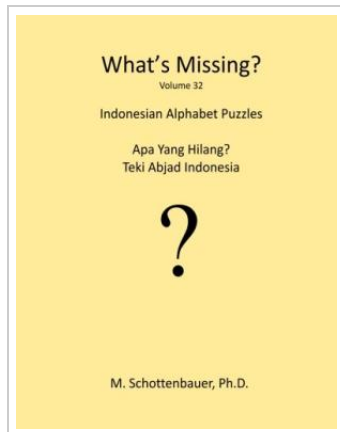 What's Missing?
Volume 32
Indonesian Alphabet Puzzles
Apa Yang Hilang?
Teki Abjad Indonesia
?
M. Schottenbauer, Ph.D.